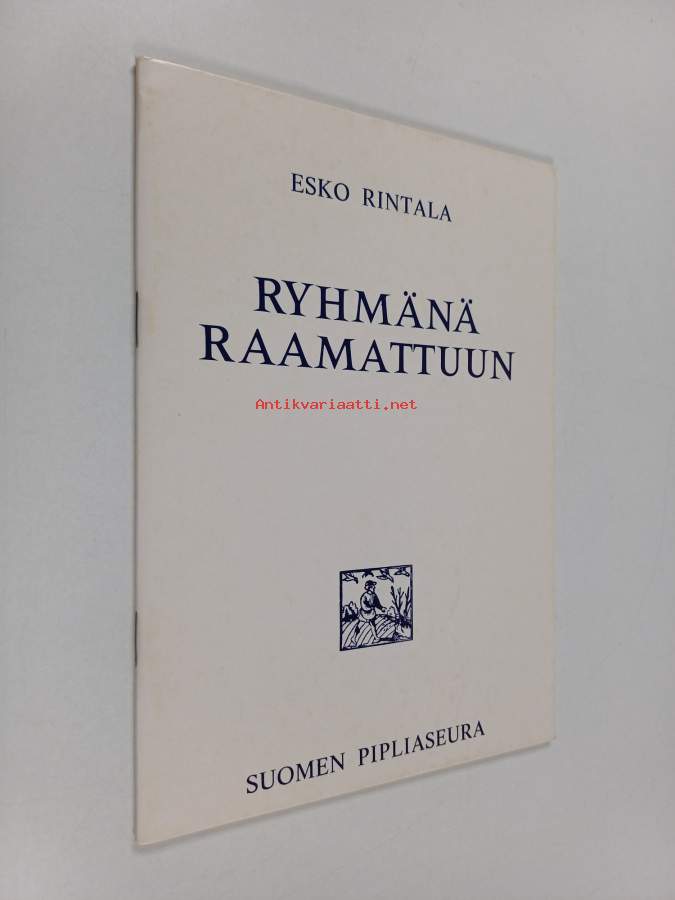 ESKO RINTALA
RYHMÄNÄ
RAAMATTUUN
Antikvariaatti.net
SUOMEN PIPLIASEURA